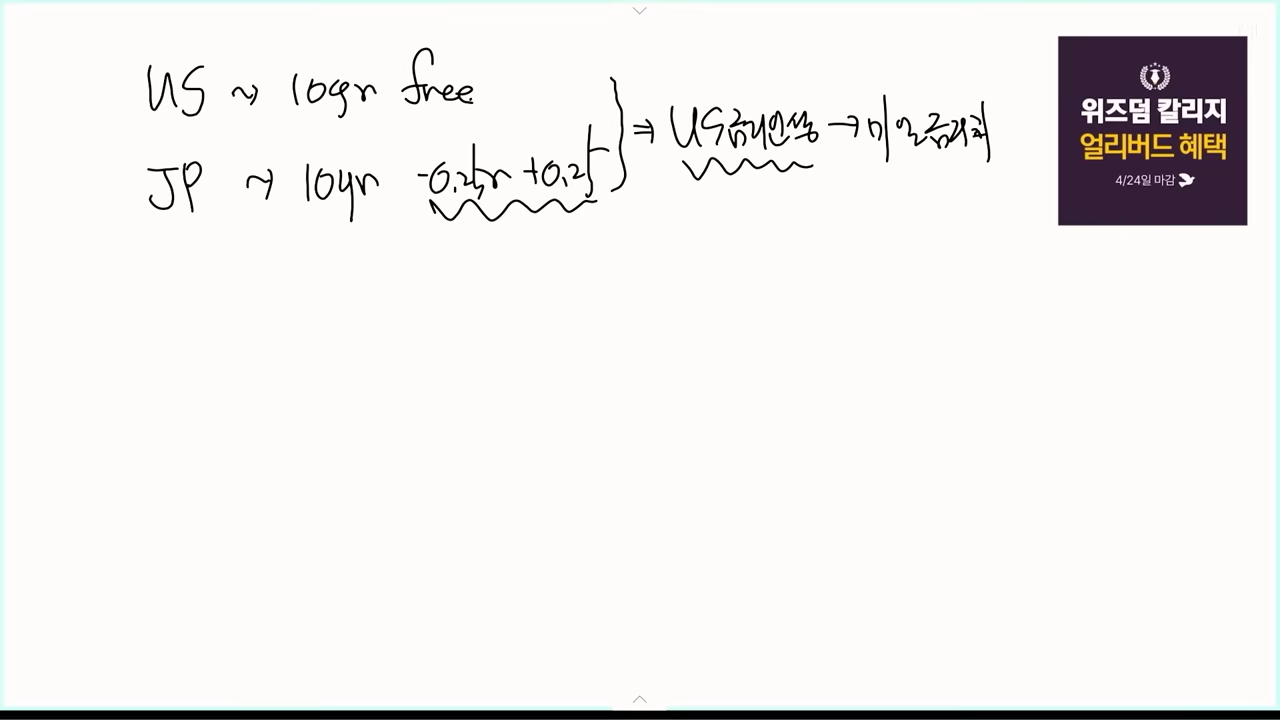 US ~ 10yr free
JP ~ 10yr -0.25~+0.25
⇒ US금리인상 → 미일금리차
위즈덤 칼리지
얼리버드 혜택
4/24일 마감